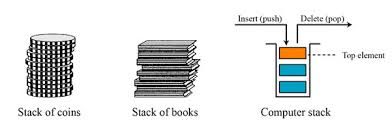 Insert (push) Delete (pop)
Top element
Stack of coins Stack of books Computer stack